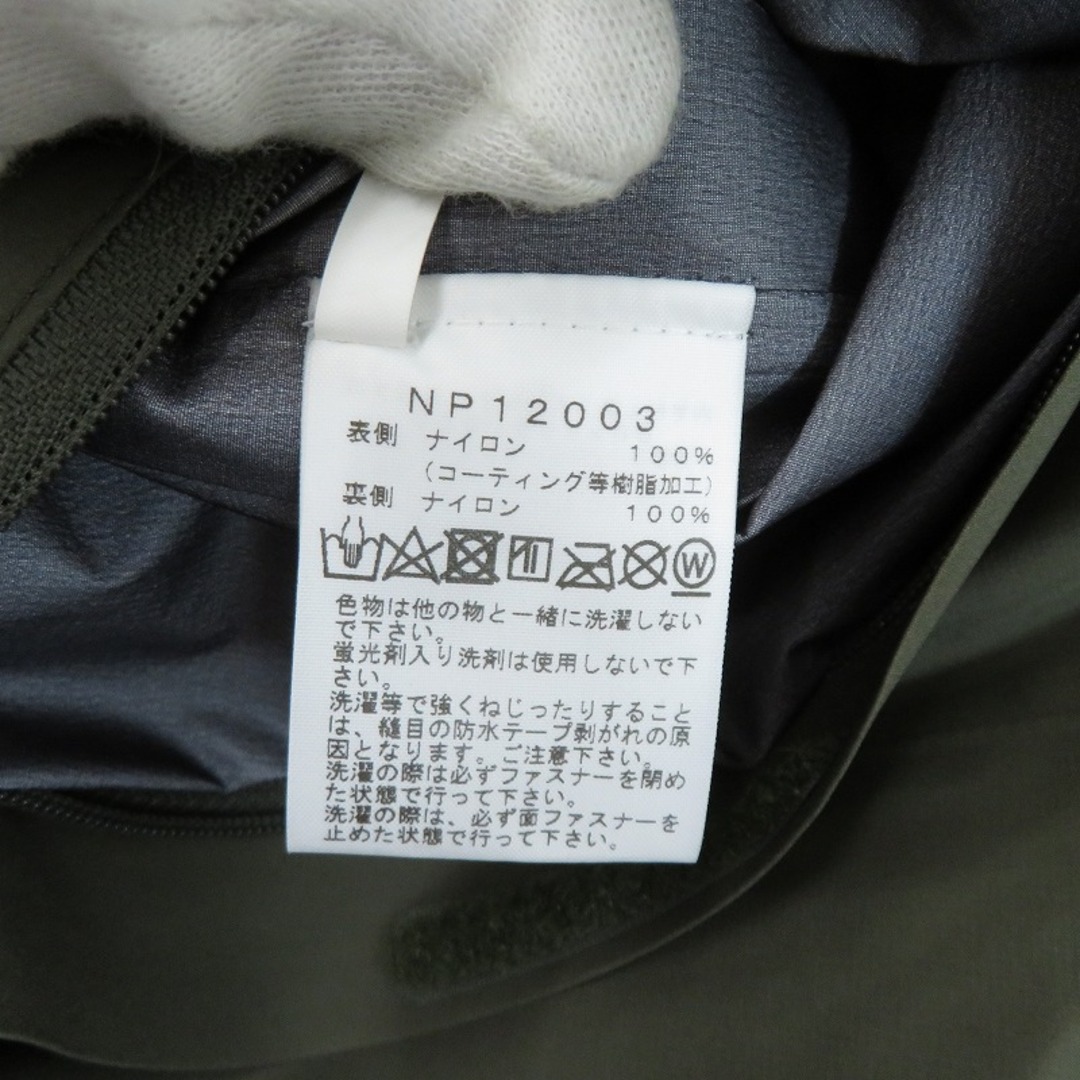 NP12003
表側 ナイロン 100%
(コーティング等樹脂加工)
裏側 ナイロン 100%
W
色物は他の物と一緒に洗濯しない
で下さい。
蛍光剤入り洗剤は使用しないで下
さい。
洗濯等で強くねじったりすること
は、縫目の防水テープ剥がれの原
因となります。ご注意下さい。
洗濯の際は必ずファスナーを閉め
た状態で行って下さい。
洗濯の際は、必ず面ファスナーを
止めた状態で行って下さい。